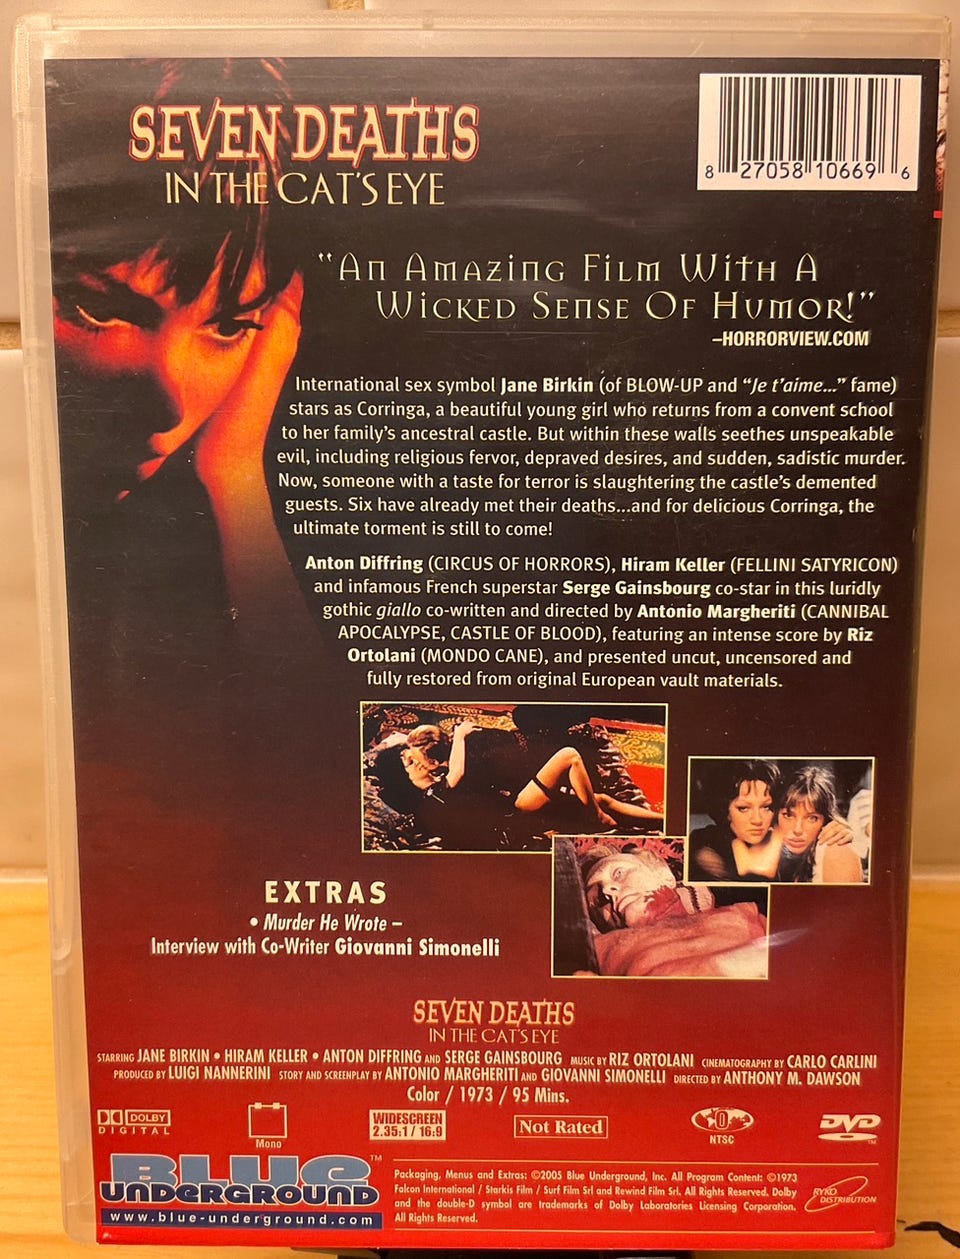 SEVEN DEATHS
IN THE CAT'S EYE
8 27058 10669 6
"An Amazing Film With A
Wicked Sense Of Humor!"
–HORRORVIEW.COM
International sex symbol Jane Birkin (of BLOW-UP and "Je t'aime..." fame)
stars as Corringa, a beautiful young girl who returns from a convent school
to her family's ancestral castle. But within these walls seethes unspeakable
evil, including religious fervor, depraved desires, and sudden, sadistic murder.
Now, someone with a taste for terror is slaughtering the castle's demented
guests. Six have already met their deaths...and for delicious Corringa, the
ultimate torment is still to come!
Anton Diffring (CIRCUS OF HORRORS), Hiram Keller (FELLINI SATYRICON)
and infamous French superstar Serge Gainsbourg co-star in this luridly
gothic giallo co-written and directed by Antonio Margheriti (CANNIBAL
APOCALYPSE, CASTLE OF BLOOD), featuring an intense score by Riz
Ortolani (MONDO CANE), and presented uncut, uncensored and
fully restored from original European vault materials.
EXTRAS
• Murder He Wrote –
Interview with Co-Writer Giovanni Simonelli
SEVEN DEATHS
IN THE CAT'S EYE
STARRING JANE BIRKIN • HIRAM KELLER • ANTON DIFFRING AND SERGE GAINSBOURG MUSIC BY RIZ ORTOLANI CINEMATOGRAPHY BY CARLO CARLINI
PRODUCED BY LUIGI NANNERINI STORY AND SCREENPLAY BY ANTONIO MARGHERITI AND GIOVANNI SIMONELLI DIRECTED BY ANTHONY M. DAWSON
Color / 1973 / 95 Mins.
DOLBY
DIGITAL
Mono
WIDESCREEN
2.35:1 / 16:9
Not Rated
0
NTSC
DVD
TM
BLUE TM
UNDERGROUND
www.blue-underground.com
Packaging, Menus and Extras: ©2005 Blue Underground, Inc. All Program Content: ©1973
Falcon International / Starkis Film / Surf Film Srl and Rewind Film Srl. All Rights Reserved. Dolby
and the double-D symbol are trademarks of Dolby Laboratories Licensing Corporation.
All Rights Reserved.
RYKO
DISTRIBUTION